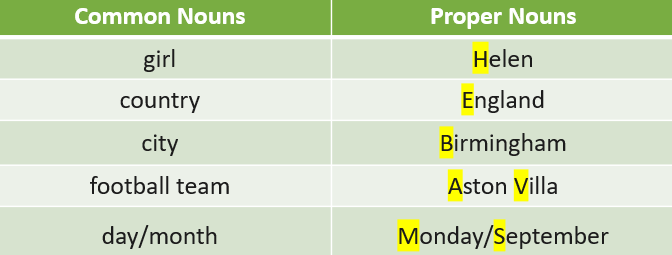 Common Nouns Proper Nouns
girl Helen
country England
city Birmingham
football team Aston Villa
day/month Monday/September